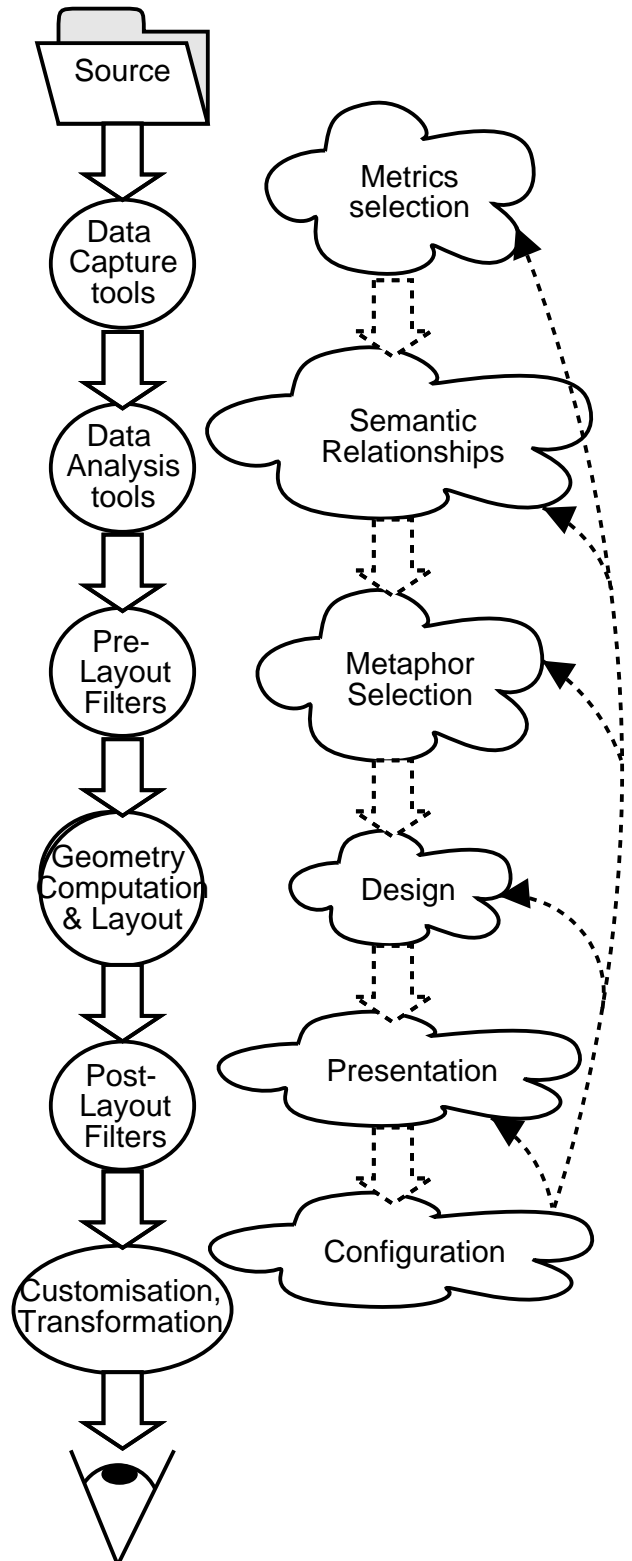 Source
Data
Capture
tools
Data
Analysis
tools
Pre-
Layout
Filters
Geometry
Computation
& Layout
Post-
Layout
Filters
Customisation,
Transformation
Metrics
selection
Semantic
Relationships
Metaphor
Selection
Design
Presentation
Configuration